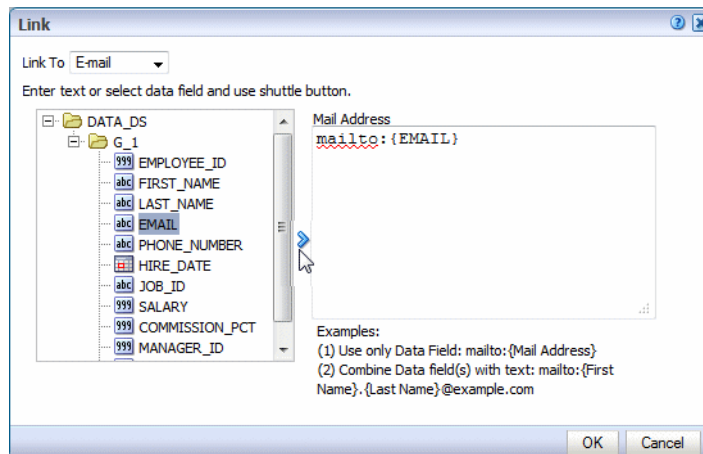 Link
Link To E-mail
Enter text or select data field and use shuttle button.
DATA_DS
G_1
999 EMPLOYEE_ID
abc FIRST_NAME
abc LAST_NAME
abc EMAIL
abc PHONE_NUMBER
HIRE_DATE
abc JOB_ID
999 SALARY
999 COMMISSION_PCT
999 MANAGER_ID
Mail Address
mailto:{EMAIL}
Examples:
(1) Use only Data Field: mailto:{Mail Address}
(2) Combine Data field(s) with text: mailto:{First
Name}.{Last Name}@example.com
OK Cancel